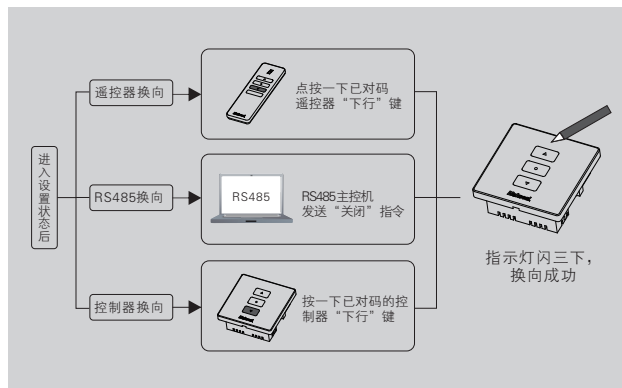 进入设置状态后
遥控器换向
点按一下已对码
遥控器“下行”键
RS485换向
RS485
RS485主控机
发送“关闭”指令
控制器换向
按一下已对码的控
制器“下行”键
指示灯闪三下，
换向成功